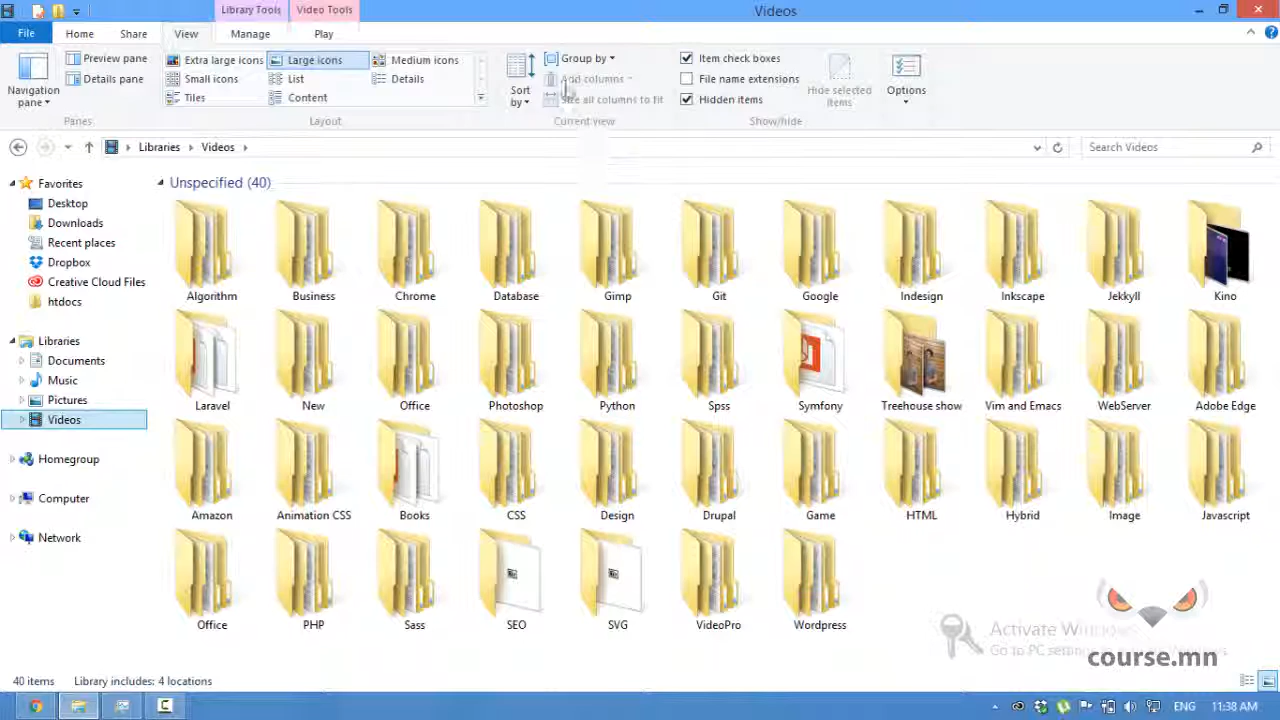 Library Tools Video Tools Videos
File Home Share View Manage Play
Preview pane Extra large icons Large icons Medium icons Group by Item check boxes
Details pane Small icons List Details Add columns File name extensions
Navigation pane Tiles Content Sort by Size all columns to fit Hidden items Hide selected items Options
Panes Layout Current view Show/hide
Libraries Videos Search Videos
Favorites
Desktop
Downloads
Recent places
Dropbox
Creative Cloud Files
htdocs
Libraries
Documents
Music
Pictures
Videos
Homegroup
Computer
Network
Unspecified (40)
Algorithm Business Chrome Database Gimp Git Google Indesign Inkscape Jekkyll Kino
Laravel New Office Photoshop Python Spss Symfony Treehouse show Vim and Emacs WebServer Adobe Edge
Amazon Animation CSS Books CSS Design Drupal Game HTML Hybrid Image Javascript
Office PHP Sass SEO SVG VideoPro Wordpress
Activate Windows
Go to PC settings
course.mn
40 items Library includes: 4 locations
ENG 11:38 AM